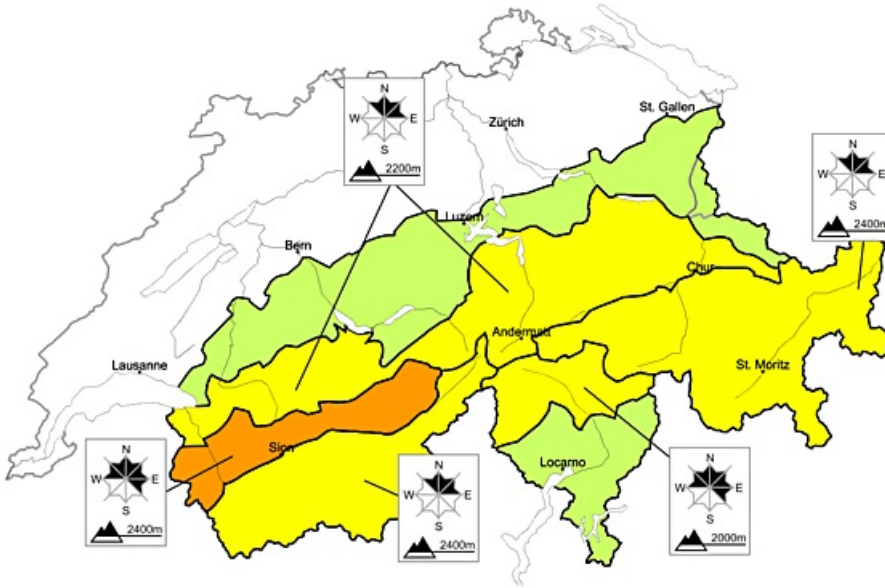 St. Gallen
Zürich
N
W E
S
2200m
N
W E
S
2400m
Luzern
Bern
Chur
Andermatt
Lausanne
St. Moritz
Sion
N
W E
S
2400m
N
W E
S
2400m
Locarno
N
W E
S
2000m